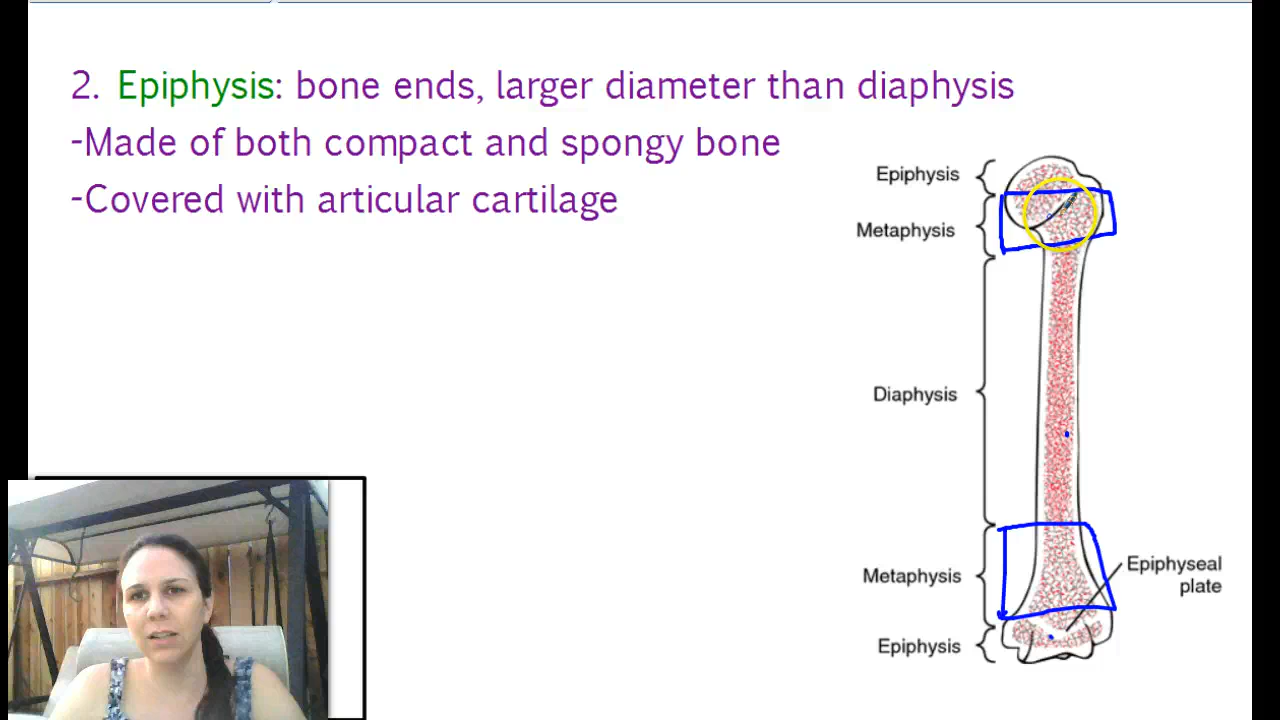 2. Epiphysis: bone ends, larger diameter than diaphysis
-Made of both compact and spongy bone
-Covered with articular cartilage
Epiphysis
Metaphysis
Diaphysis
Metaphysis
Epiphyseal
plate
Epiphysis